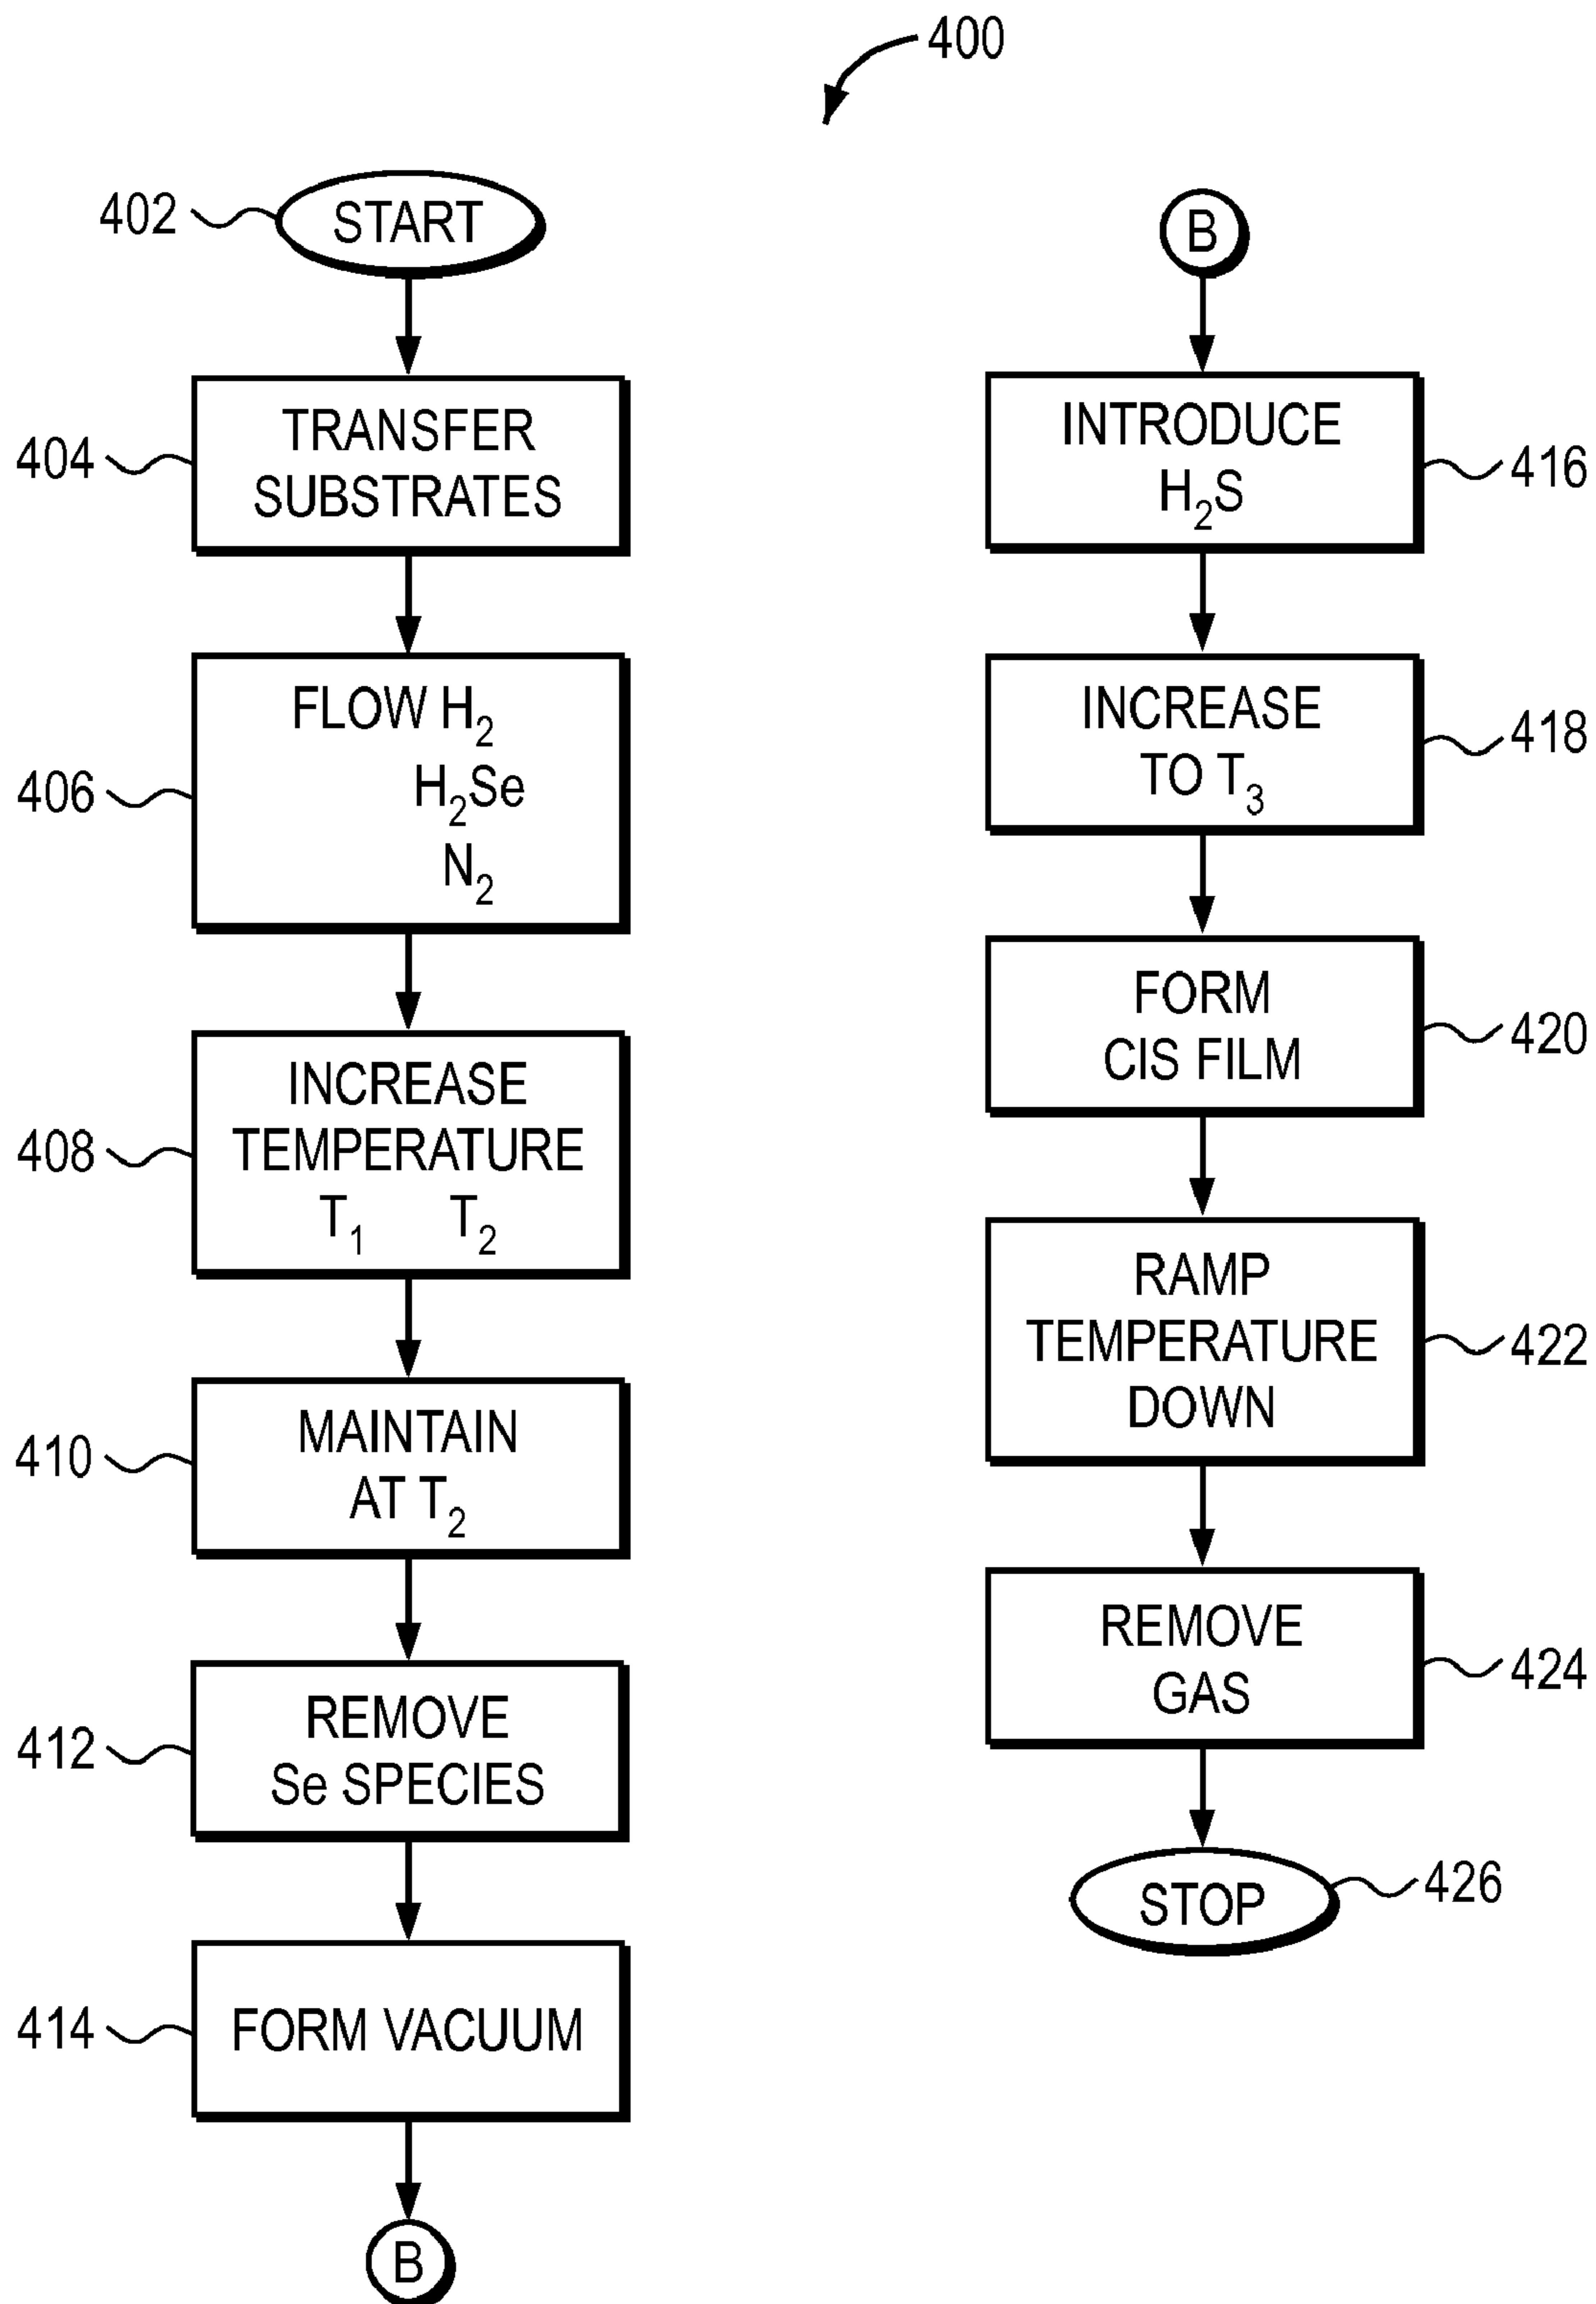 400
402 START
404 TRANSFER
SUBSTRATES
406 FLOW H₂
H₂Se
N₂
408 INCREASE
TEMPERATURE
T₁ T₂
410 MAINTAIN
AT T₂
412 REMOVE
Se SPECIES
414 FORM VACUUM
B
B
INTRODUCE
H₂S 416
INCREASE
TO T₃ 418
FORM
CIS FILM 420
RAMP
TEMPERATURE 422
DOWN
REMOVE
GAS 424
STOP 426